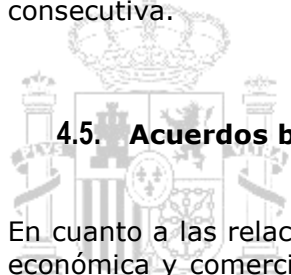 consecutiva.
4.5. Acuerdos b
En cuanto a las relac
económica y comerci